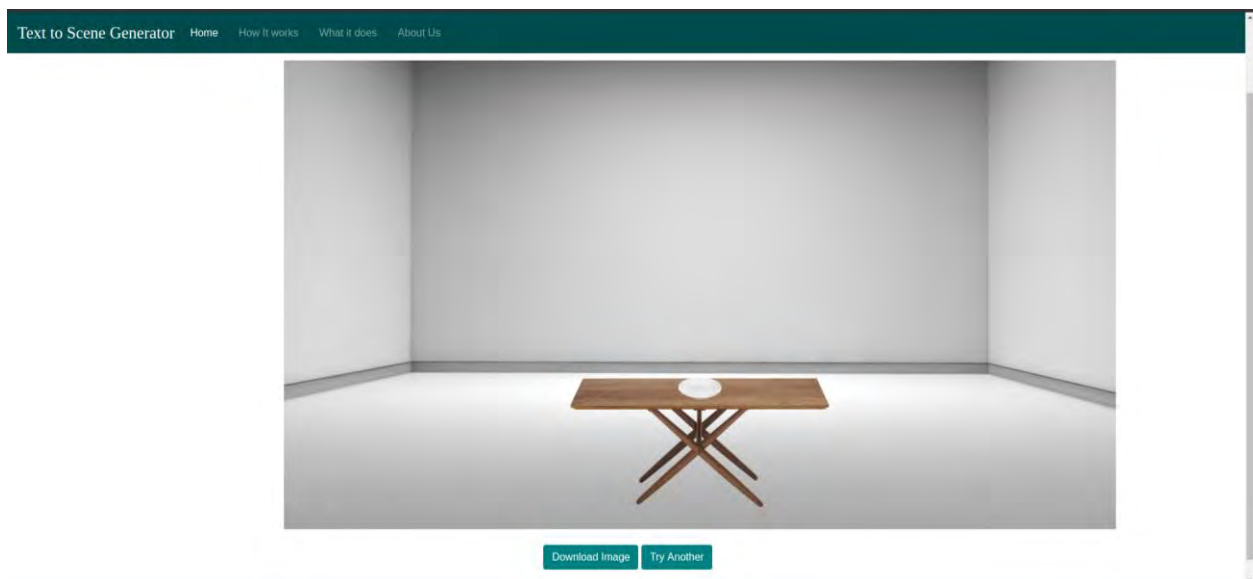 Text to Scene Generator Home How It works What it does About Us
Download Image Try Another